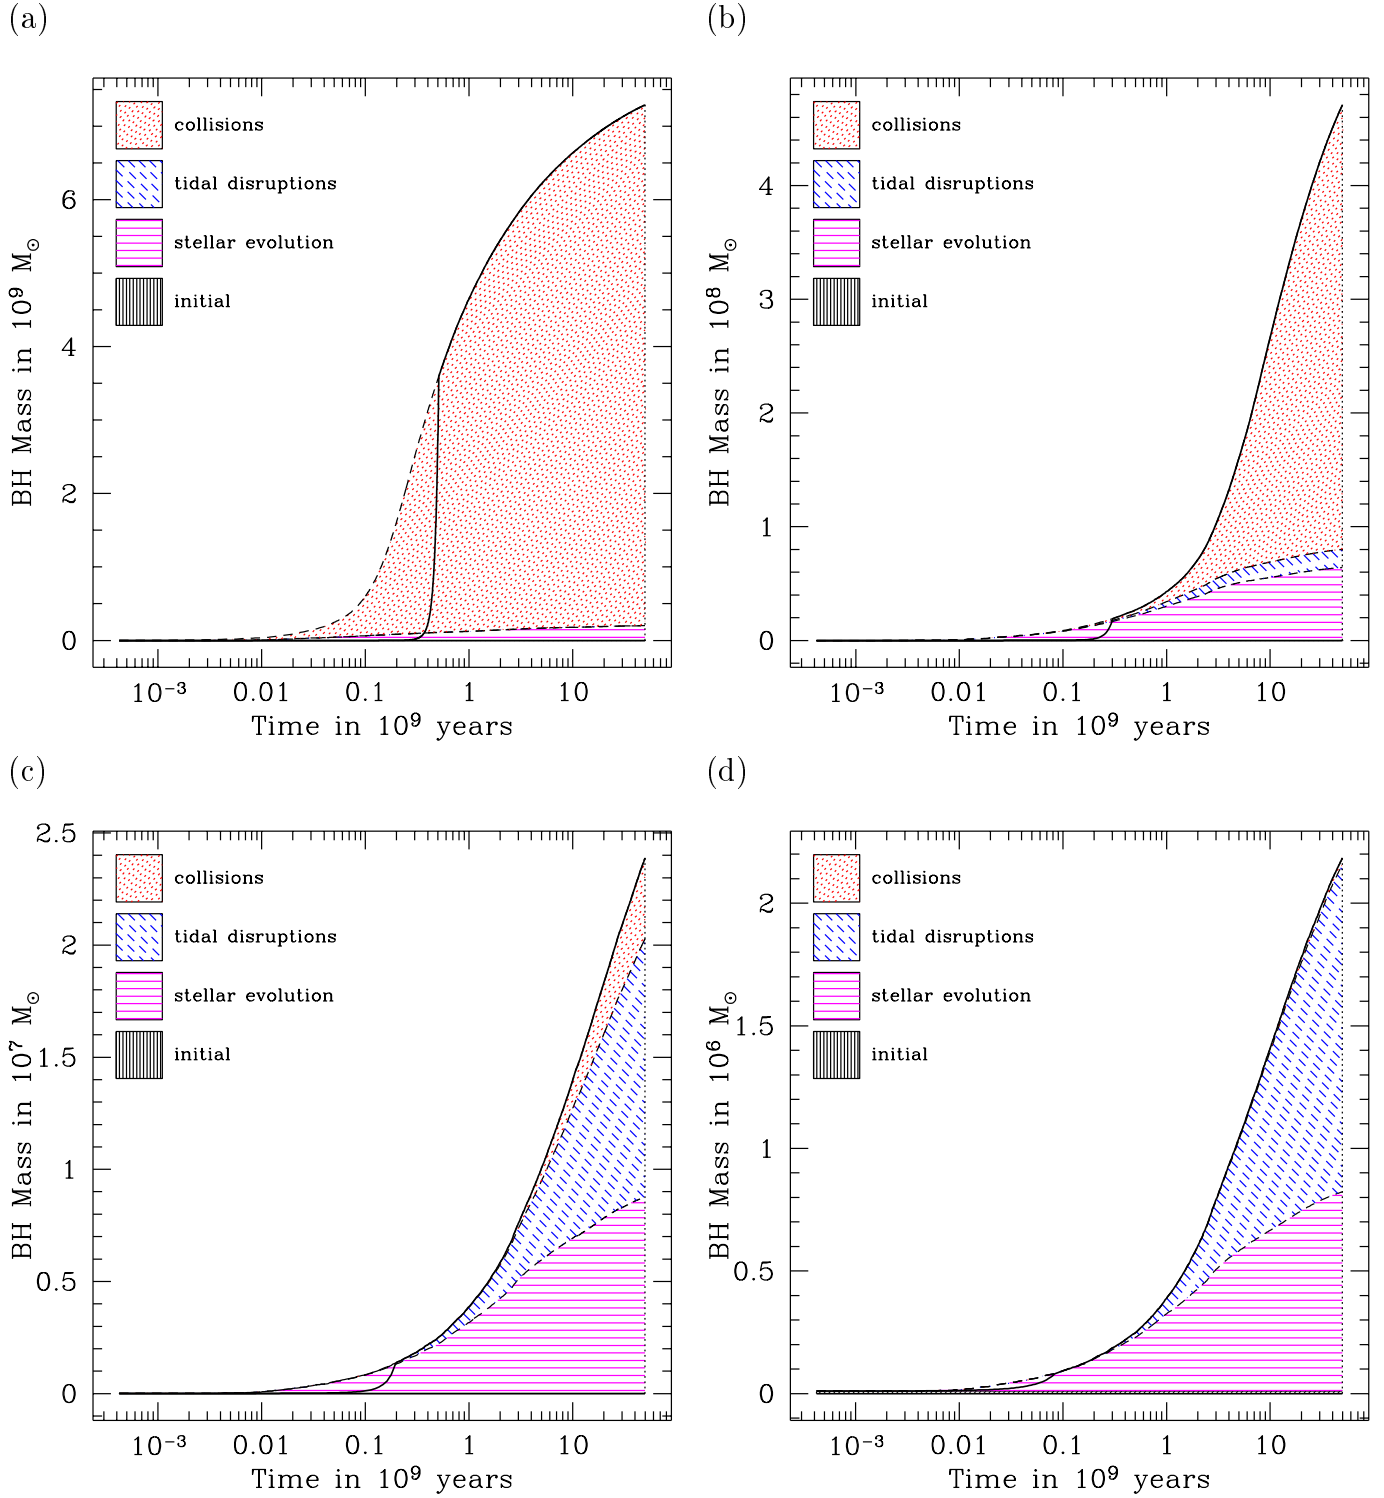 (a)
collisions
tidal disruptions
stellar evolution
initial
6
4
2
0
BH Mass in 10⁹ M⊙
10⁻³ 0.01 0.1 1 10
Time in 10⁹ years
(b)
collisions
tidal disruptions
stellar evolution
initial
4
3
2
1
0
BH Mass in 10⁸ M⊙
10⁻³ 0.01 0.1 1 10
Time in 10⁹ years
(c)
2.5
collisions
tidal disruptions
stellar evolution
initial
2
1.5
1
0.5
0
BH Mass in 10⁷ M⊙
10⁻³ 0.01 0.1 1 10
Time in 10⁹ years
(d)
collisions
tidal disruptions
stellar evolution
initial
2
1.5
1
0.5
0
BH Mass in 10⁶ M⊙
10⁻³ 0.01 0.1 1 10
Time in 10⁹ years